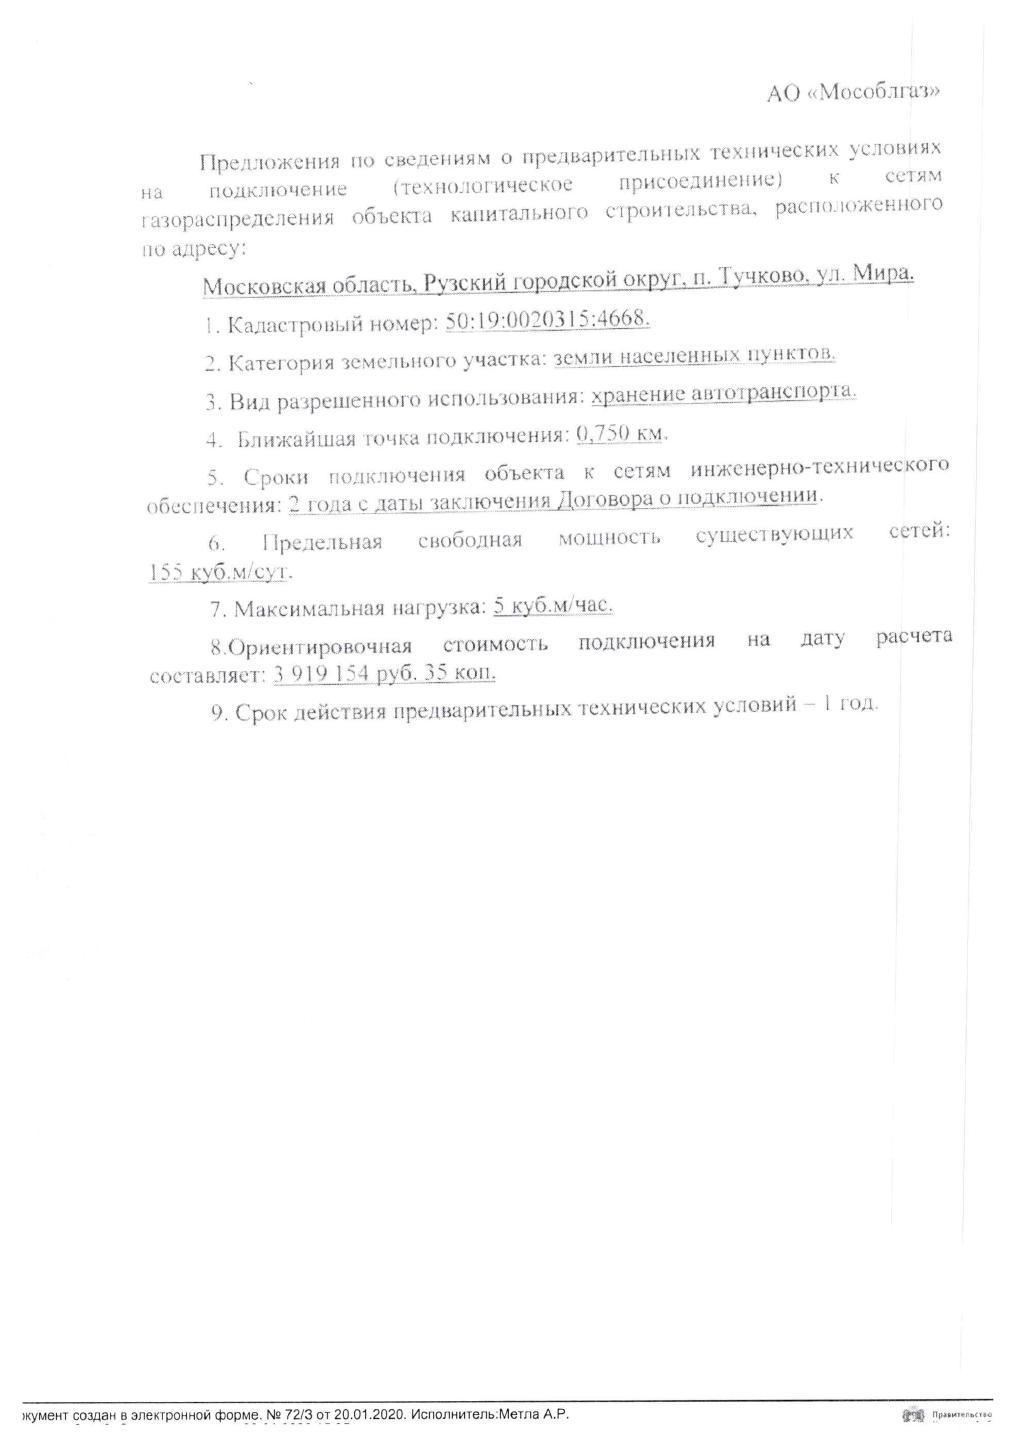 АО «Мособлгаз»
Предложения по сведениям о предварительных технических условиях
на подключение (технологическое присоединение) к сетям
газораспределения объекта капитального строительства, расположенного
по адресу:
Московская область, Рузский городской округ, п. Тучково, ул. Мира.
1. Кадастровый номер: 50:19:0020315:4668.
2. Категория земельного участка: земли населенных пунктов.
3. Вид разрешенного использования: хранение автотранспорта.
4. Ближайшая точка подключения: 0,750 км.
5. Сроки подключения объекта к сетям инженерно-технического
обеспечения: 2 года с даты заключения Договора о подключении.
6. Предельная свободная мощность существующих сетей:
155 куб.м/сут.
7. Максимальная нагрузка: 5 куб.м/час.
8.Ориентировочная стоимость подключения на дату расчета
составляет: 3 919 154 руб. 35 коп.
9. Срок действия предварительных технических условий – 1 год.
кумент создан в электронной форме. № 72/3 от 20.01.2020. Исполнитель:Метла А.Р.
Правительство